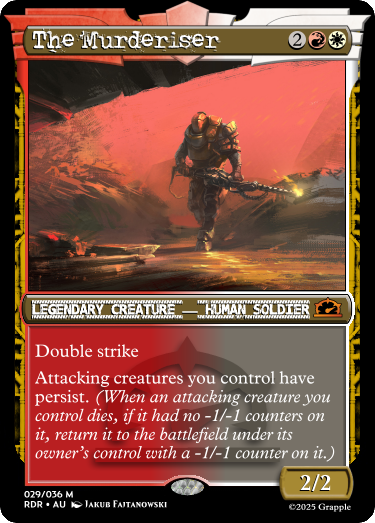 The Murderiser 2
LEGENDARY CREATURE — HUMAN SOLDIER
Double strike
Attacking creatures you control have
persist. (When an attacking creature you
control dies, if it had no -1/-1 counters on
it, return it to the battlefield under its
owner's control with a -1/-1 counter on it.)
2/2
029/036 M
RDR • AU Jakub Fajtanowski
©2025 Grapple